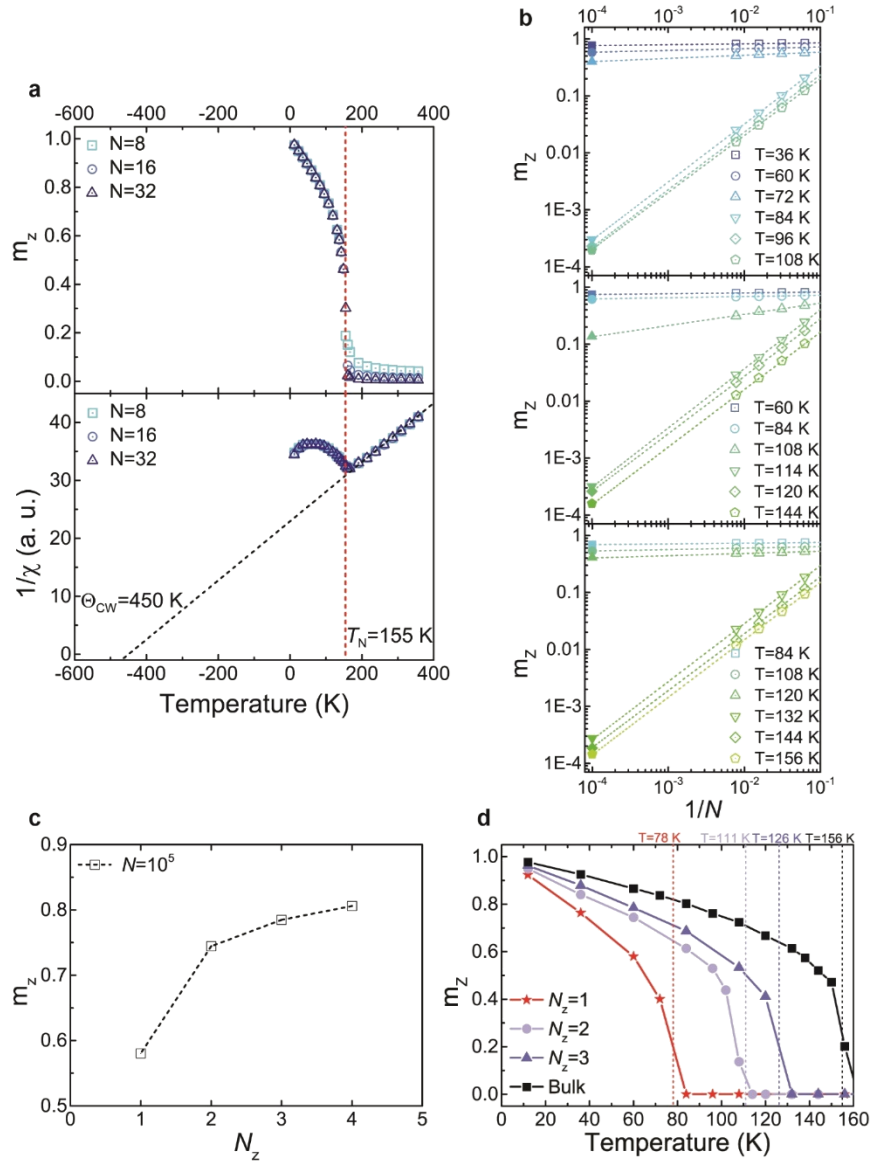 a
-600 -400 -200 0 200 400
1.0
0.8
0.6
0.4
0.2
0.0
m_z
N=8
N=16
N=32
40
30
20
10
0
1/χ (a. u.)
N=8
N=16
N=32
Θ_CW=450 K
T_N=155 K
-600 -400 -200 0 200 400
Temperature (K)
b
10^-4 10^-3 10^-2 10^-1
1
0.1
0.01
1E-3
1E-4
m_z
T=36 K
T=60 K
T=72 K
T=84 K
T=96 K
T=108 K
1
0.1
0.01
1E-3
1E-4
m_z
T=60 K
T=84 K
T=108 K
T=114 K
T=120 K
T=144 K
1
0.1
0.01
1E-3
1E-4
m_z
T=84 K
T=108 K
T=120 K
T=132 K
T=144 K
T=156 K
10^-4 10^-3 10^-2 10^-1
1/N
c
0.9
0.8
0.7
0.6
0.5
m_z
N=10^5
0 1 2 3 4 5
N_z
d
T=78 K T=111 K T=126 K T=156 K
1.0
0.8
0.6
0.4
0.2
0.0
m_z
N_z=1
N_z=2
N_z=3
Bulk
0 20 40 60 80 100 120 140 160
Temperature (K)